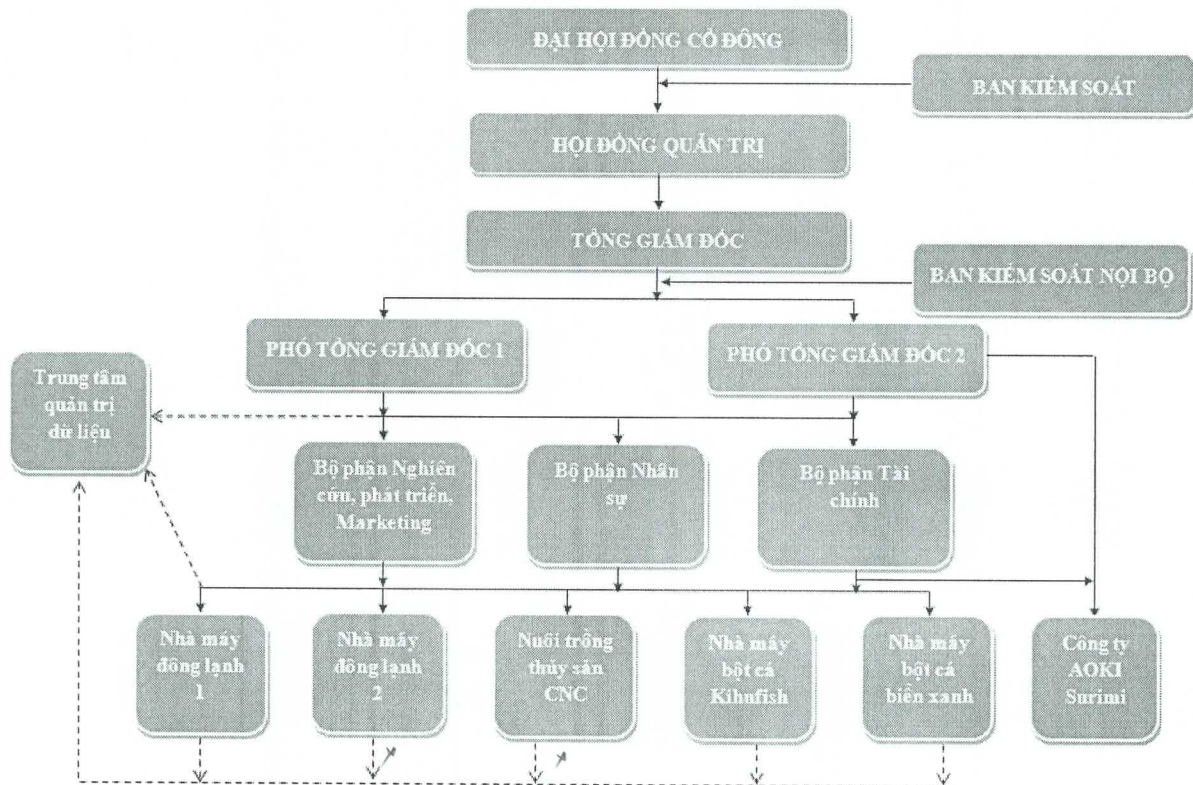 ĐẠI HỘI ĐỒNG CỔ ĐÔNG
BAN KIỂM SOÁT
HỘI ĐỒNG QUẢN TRỊ
TỔNG GIÁM ĐỐC
BAN KIỂM SOÁT NỘI BỘ
PHÓ TỔNG GIÁM ĐỐC 1
PHÓ TỔNG GIÁM ĐỐC 2
Trung tâm
quản trị
dữ liệu
Bộ phận Nghiên
cứu, phát triển,
Marketing
Bộ phận Nhân
sự
Bộ phận Tài
chính
Nhà máy
đông lạnh
1
Nhà máy
đông lạnh
2
Nuôi trồng
thủy sản
CNC
Nhà máy
bột cá
Kihufish
Nhà máy
bột cá
biển xanh
Công ty
AOKI
Surimi